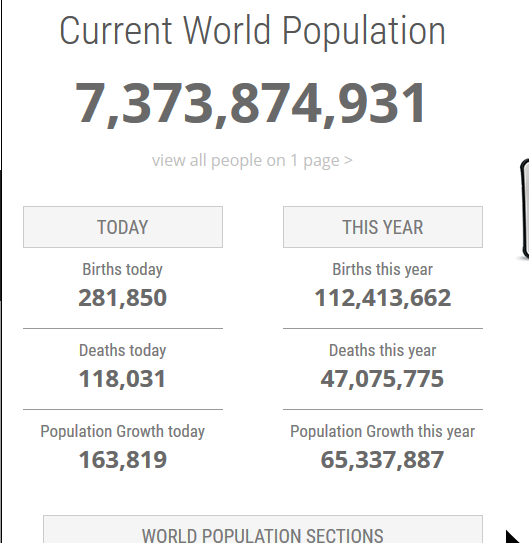 Current World Population
7,373,874,931
view all people on 1 page >
TODAY
Births today
281,850
Deaths today
118,031
Population Growth today
163,819
THIS YEAR
Births this year
112,413,662
Deaths this year
47,075,775
Population Growth this year
65,337,887
WORLD POPULATION SECTIONS